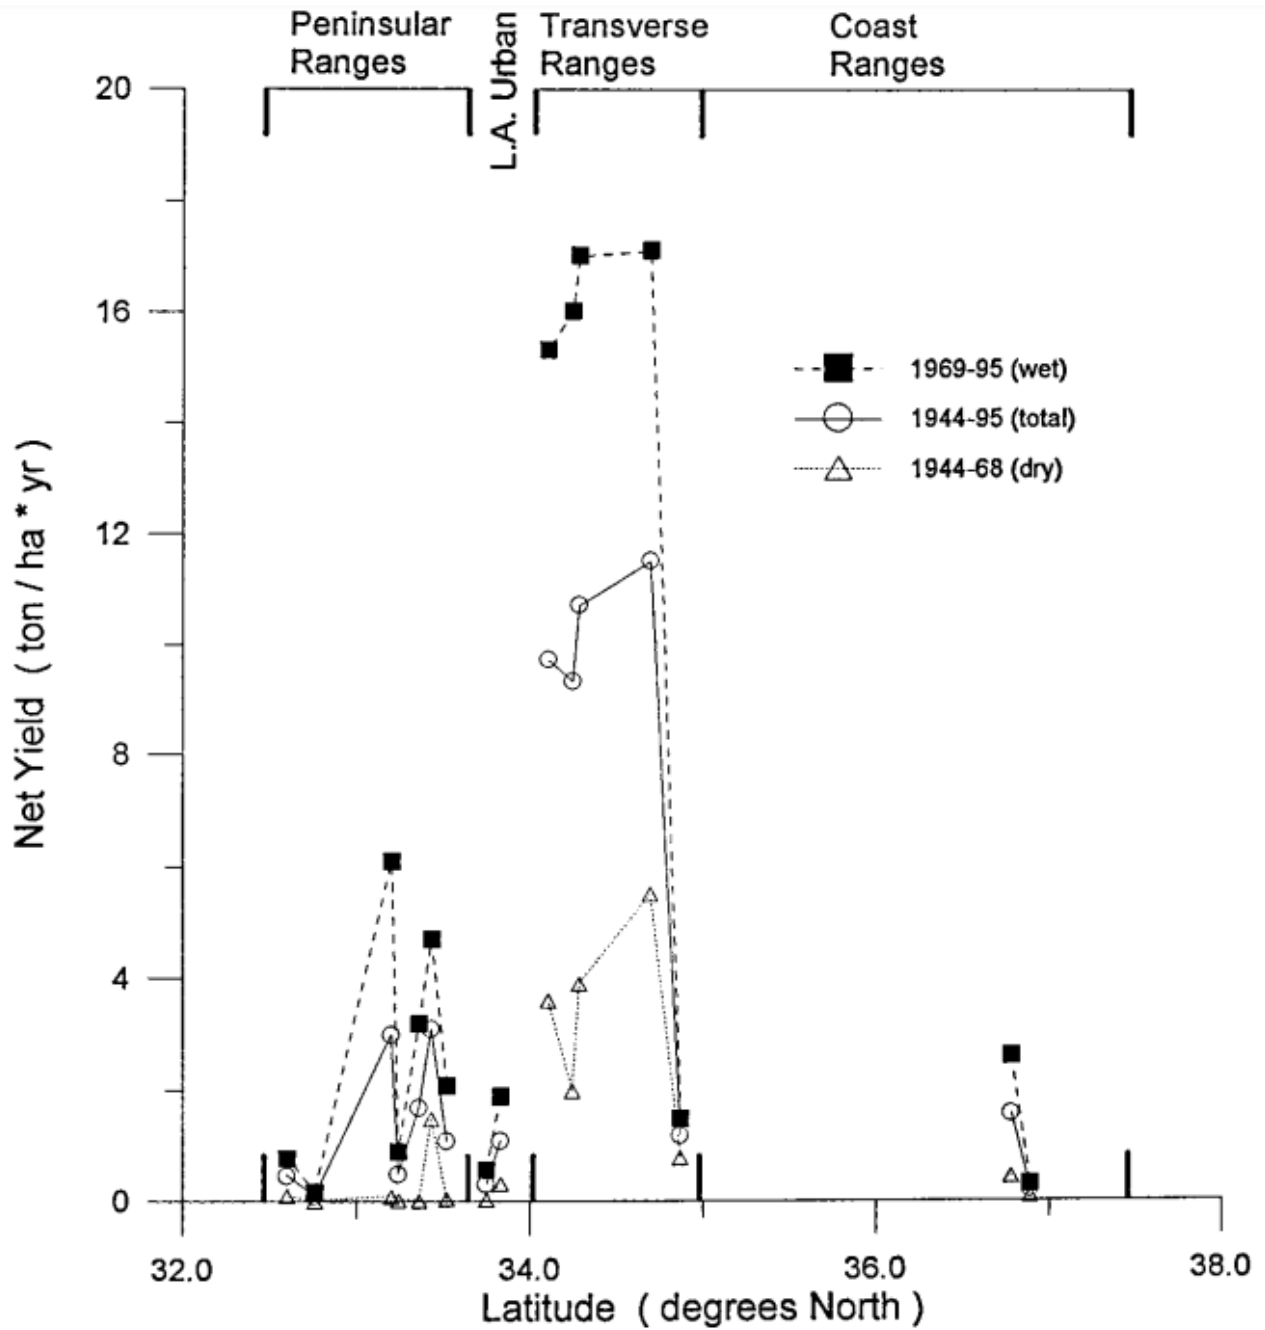 Peninsular
Ranges
L.A. Urban
Transverse
Ranges
Coast
Ranges
20
16
12
8
4
0
Net Yield ( ton / ha * yr )
1969-95 (wet)
1944-95 (total)
1944-68 (dry)
32.0
34.0
36.0
38.0
Latitude ( degrees North )